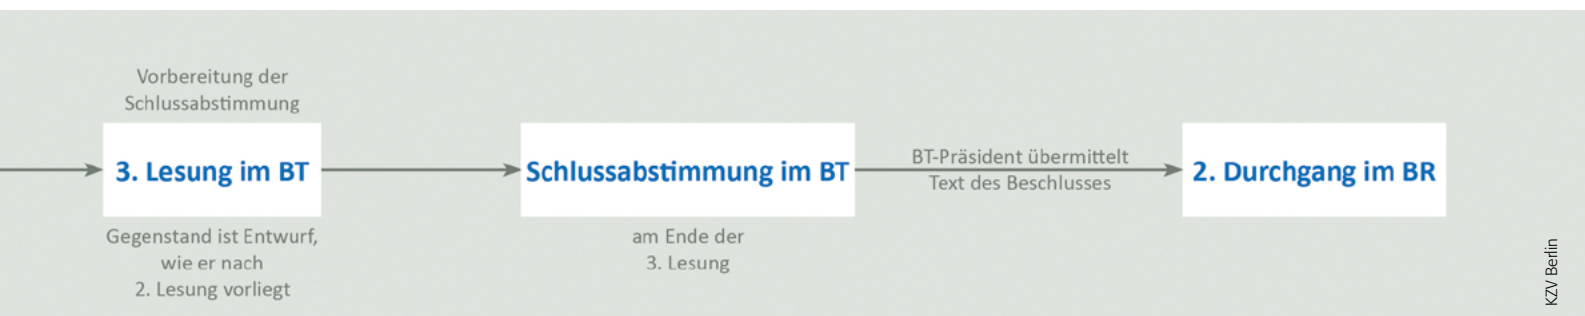 Vorbereitung der
Schlussabstimmung
3. Lesung im BT
Gegenstand ist Entwurf,
wie er nach
2. Lesung vorliegt
Schlussabstimmung im BT
am Ende der
3. Lesung
BT-Präsident übermittelt
Text des Beschlusses
2. Durchgang im BR
KZV Berlin